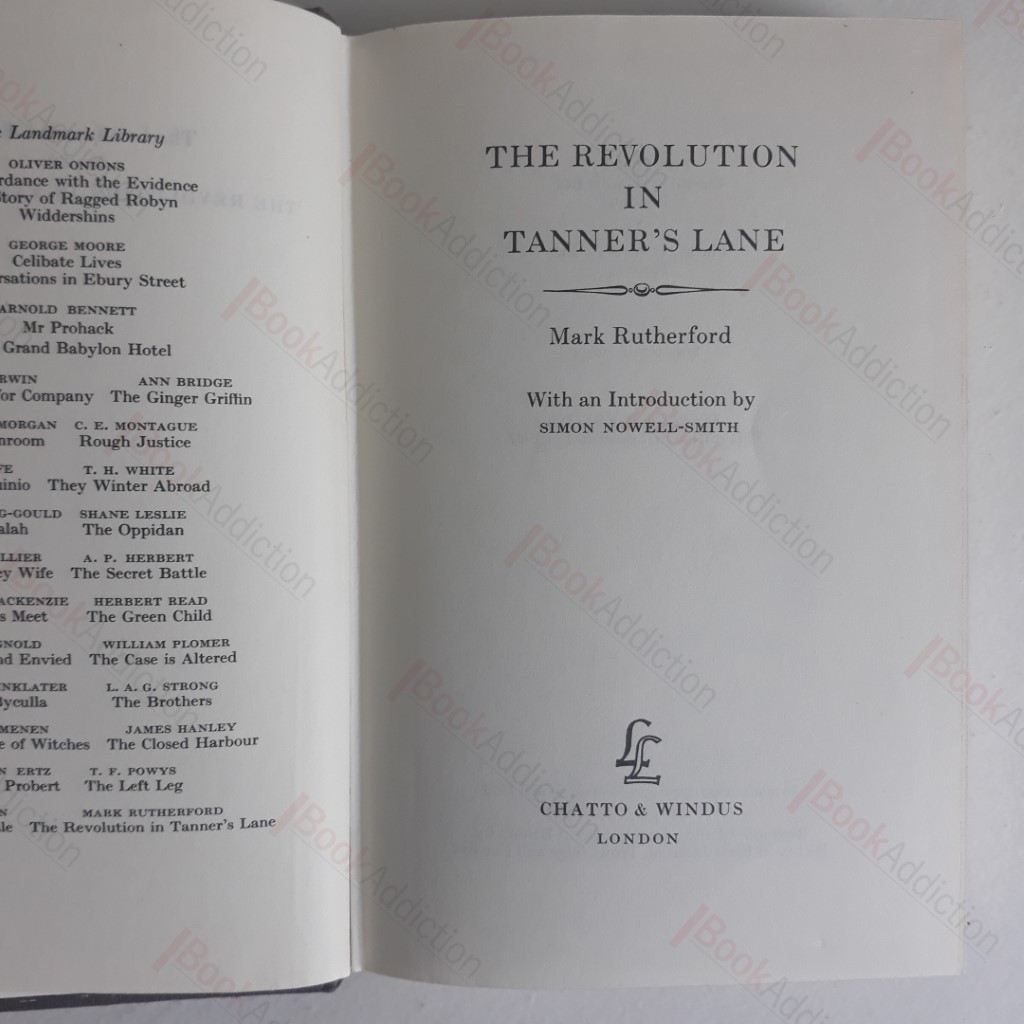 Landmark Library
OLIVER ONIONS
rdance with the Evidence
tory of Ragged Robyn
Widdershins
GEORGE MOORE
Celibate Lives
rsations in Ebury Street
ARNOLD BENNETT
Mr Prohack
Grand Babylon Hotel
RWIN ANN BRIDGE
or Company The Ginger Griffin
MORGAN C. E. MONTAGUE
nroom Rough Justice
FE T. H. WHITE
uinio They Winter Abroad
G-GOULD SHANE LESLIE
alah The Oppidan
LLIER A. P. HERBERT
ey Wife The Secret Battle
ACKENZIE HERBERT READ
s Meet The Green Child
GNOLD WILLIAM PLOMER
nd Envied The Case is Altered
NKLATER L. A. G. STRONG
Byculla The Brothers
MENEN JAMES HANLEY
e of Witches The Closed Harbour
N ERTZ T. F. POWYS
Probert The Left Leg
N MARK RUTHERFORD
le The Revolution in Tanner's Lane
THE REVOLUTION
IN
TANNER'S LANE
Mark Rutherford
With an Introduction by
SIMON NOWELL-SMITH
LL
CHATTO & WINDUS
LONDON
BookAddiction